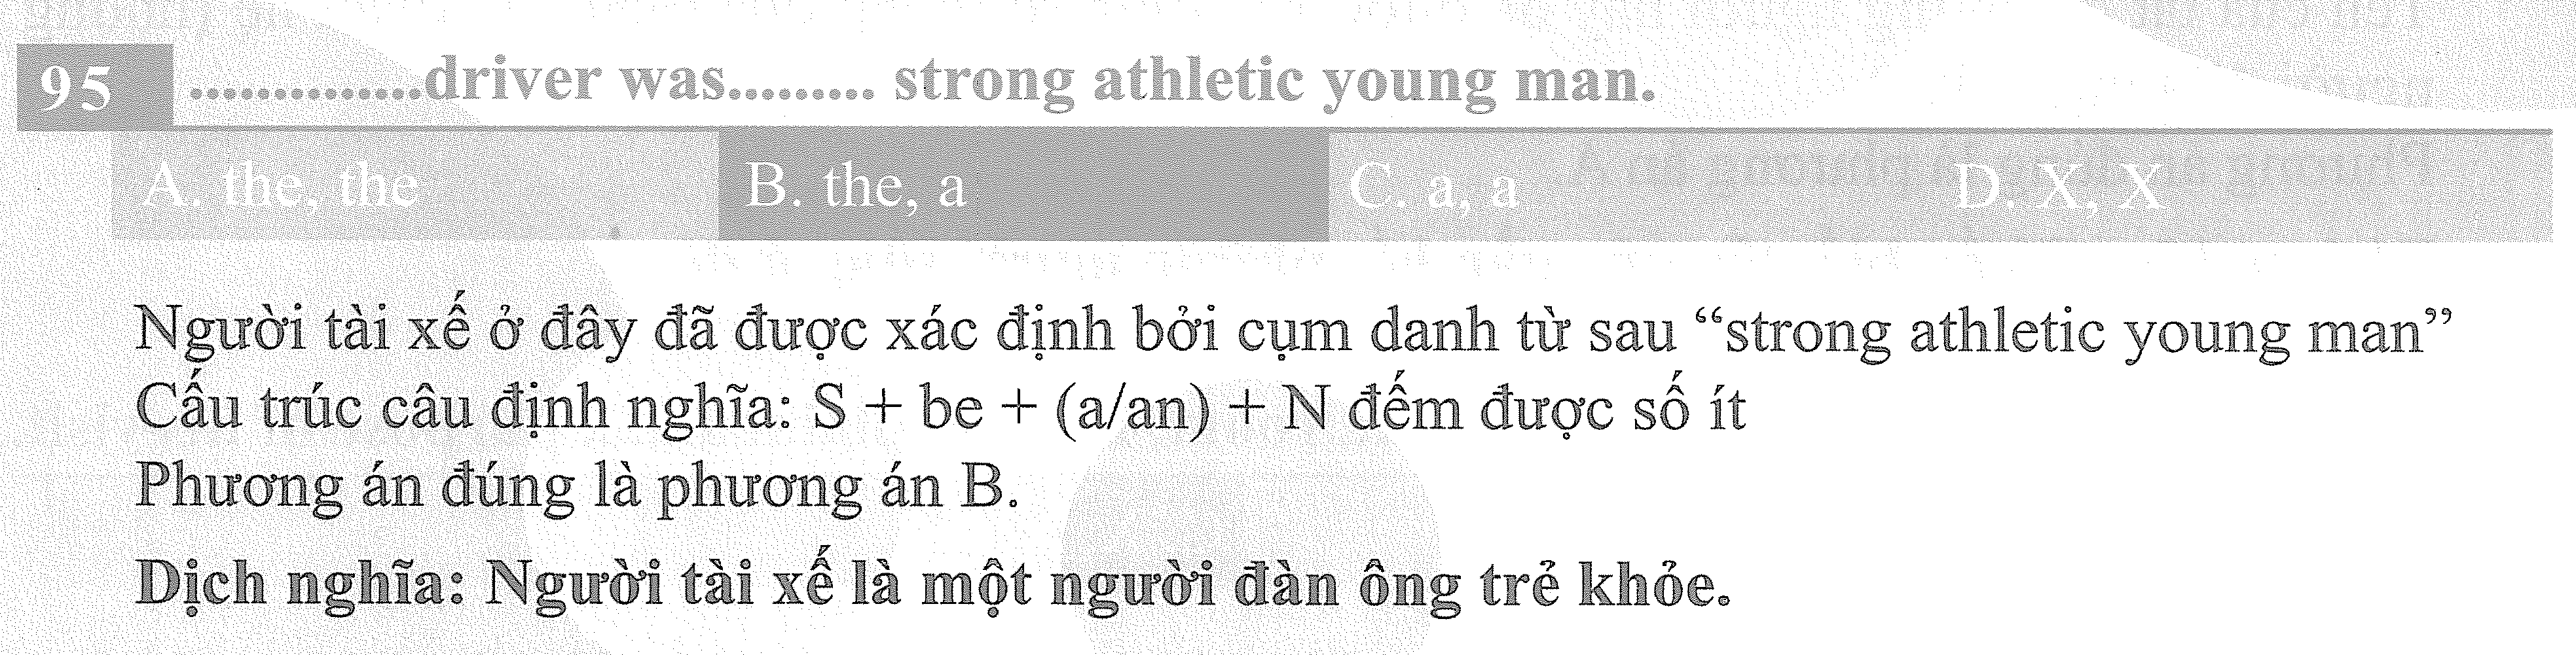 95 ..............driver was......... strong athletic young man.
A. the, the B. the, a C. a, a D. X, X
Người tài xế ở đây đã được xác định bởi cụm danh từ sau “strong athletic young man”
Cấu trúc câu định nghĩa: S + be + (a/an) + N đếm được số ít
Phương án đúng là phương án B.
Dịch nghĩa: Người tài xế là một người đàn ông trẻ khỏe.